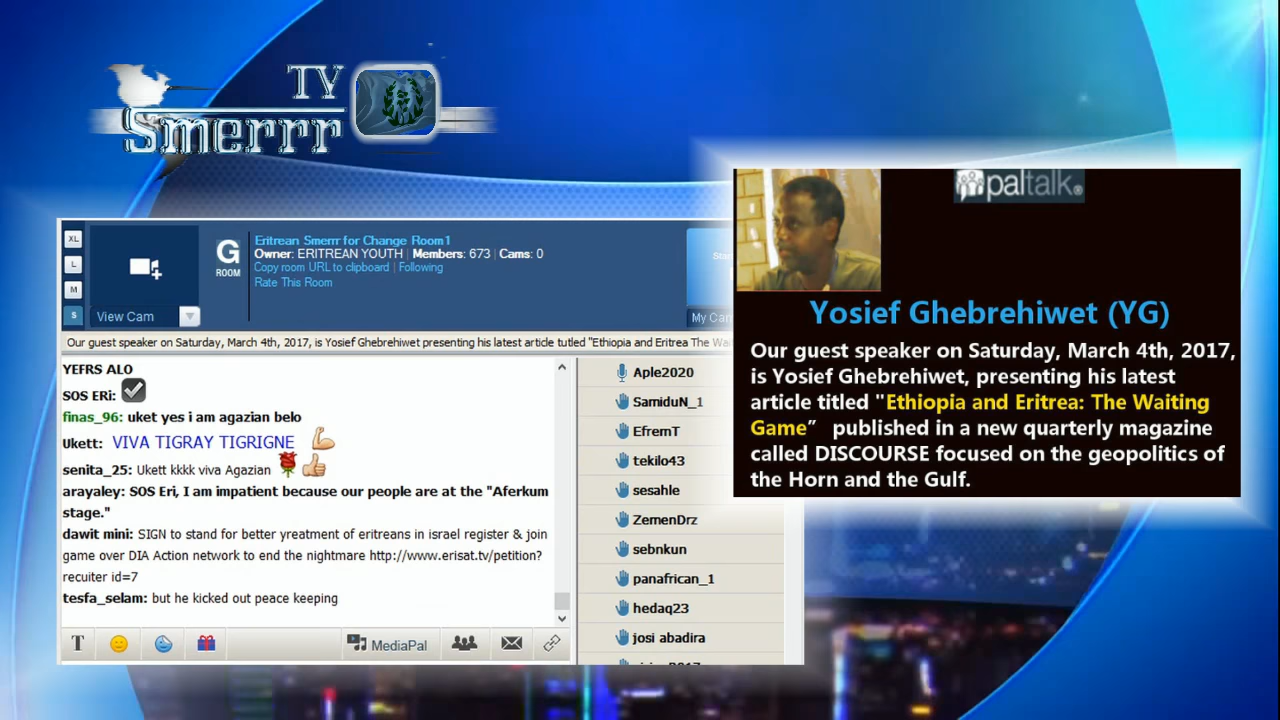 TV
Smerrr
XL
L
M
S
View Cam
G
ROOM
Eritrean Smerrr for Change Room1
Owner: ERITREAN YOUTH | Members: 673 | Cams: 0
Copy room URL to clipboard | Following
Rate This Room
My Cam
Our guest speaker on Saturday, March 4th, 2017, is Yosief Ghebrehiwet presenting his latest article tutled "Ethiopia and Eritrea The Wai
YEFRS ALO
SOS ERi:
finas_96: uket yes i am agazian belo
Ukett: VIVA TIGRAY TIGRIGNE
senita_25: Ukett kkkk viva Agazian
arayaley: SOS Eri, I am impatient because our people are at the "Aferkum
stage."
dawit mini: SIGN to stand for better yreatment of eritreans in israel register & join
game over DIA Action network to end the nightmare http://www.erisat.tv/petition?
recuiter id=7
tesfa_selam: but he kicked out peace keeping
T
MediaPal
Aple2020
SamiduN_1
EfremT
tekilo43
sesahle
ZemenDrz
sebnkun
panafrican_1
hedaq23
josi abadira
paltalk®
Yosief Ghebrehiwet (YG)
Our guest speaker on Saturday, March 4th, 2017,
is Yosief Ghebrehiwet, presenting his latest
article titled "Ethiopia and Eritrea: The Waiting
Game” published in a new quarterly magazine
called DISCOURSE focused on the geopolitics of
the Horn and the Gulf.